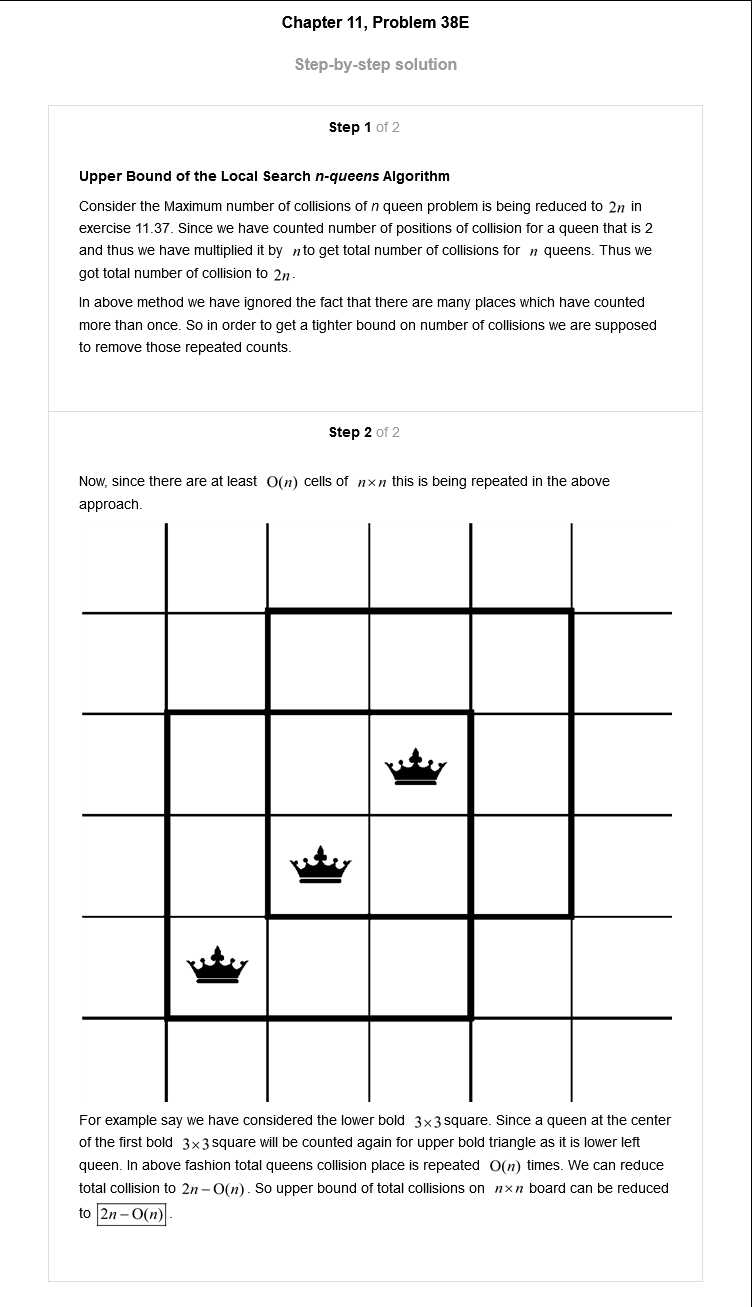 Chapter 11, Problem 38E
Step-by-step solution
Step 1 of 2
Upper Bound of the Local Search n-queens Algorithm
Consider the Maximum number of collisions of n queen problem is being reduced to 2n in
exercise 11.37. Since we have counted number of positions of collision for a queen that is 2
and thus we have multiplied it by n to get total number of collisions for n queens. Thus we
got total number of collision to 2n.
In above method we have ignored the fact that there are many places which have counted
more than once. So in order to get a tighter bound on number of collisions we are supposed
to remove those repeated counts.
Step 2 of 2
Now, since there are at least O(n) cells of n×n this is being repeated in the above
approach.
For example say we have considered the lower bold 3×3 square. Since a queen at the center
of the first bold 3×3 square will be counted again for upper bold triangle as it is lower left
queen. In above fashion total queens collision place is repeated O(n) times. We can reduce
total collision to 2n–O(n). So upper bound of total collisions on n×n board can be reduced
to 2n–O(n).